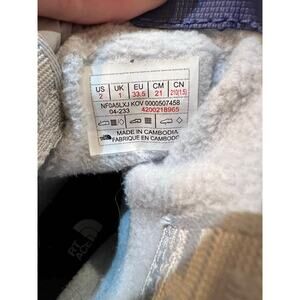 US UK EU CM CN
2 1 33.5 21 210(1.5)
NF0A5LXJ KOV 0000507458
04-233 4200218965
MADE IN CAMBODIA
FABRIQUÉ EN CAMBODGE